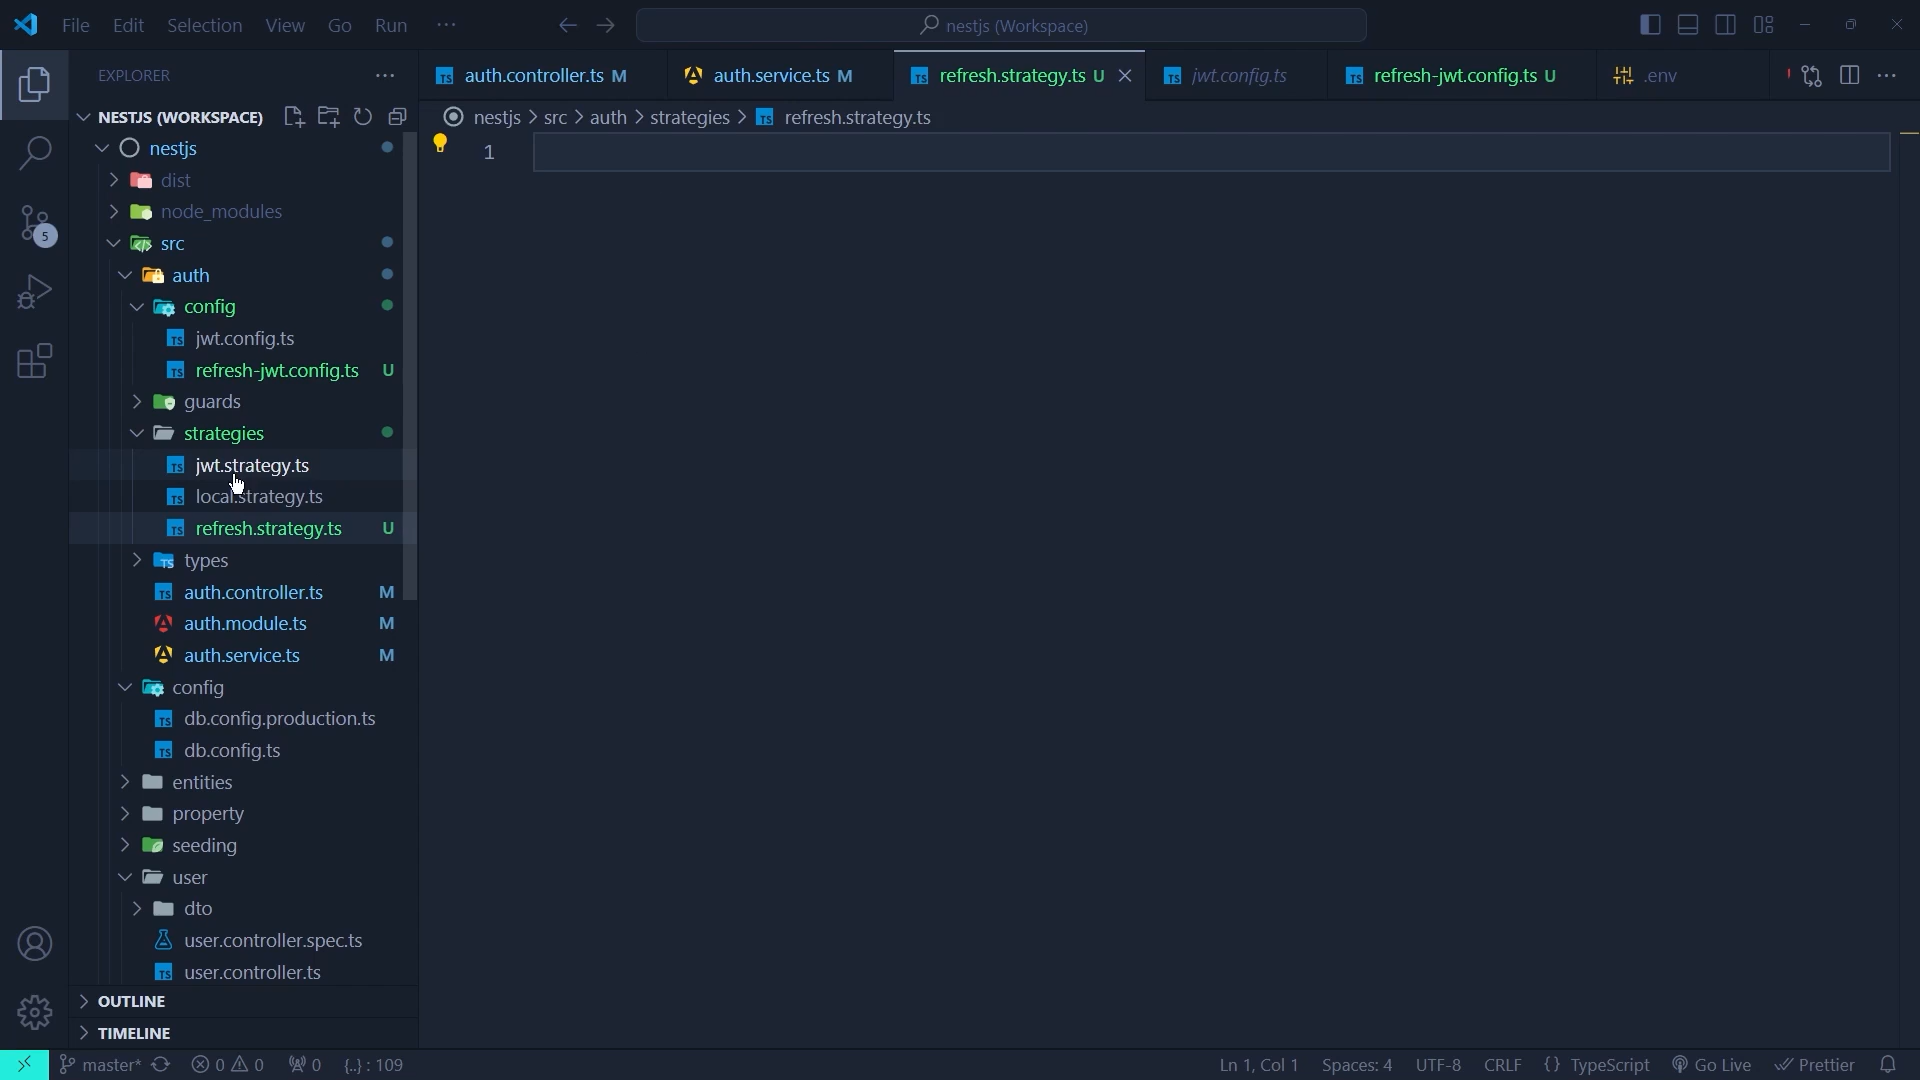 File Edit Selection View Go Run ···
nestjs (Workspace)
EXPLORER
auth.controller.ts M
auth.service.ts M
refresh.strategy.ts U
jwt.config.ts
refresh-jwt.config.ts U
.env
nestjs > src > auth > strategies > TS refresh.strategy.ts
1
NESTJS (WORKSPACE)
nestjs
dist
node_modules
src
auth
config
jwt.config.ts
refresh-jwt.config.ts U
guards
strategies
jwt.strategy.ts
local.strategy.ts
refresh.strategy.ts U
types
auth.controller.ts M
auth.module.ts M
auth.service.ts M
config
db.config.production.ts
db.config.ts
entities
property
seeding
user
dto
user.controller.spec.ts
user.controller.ts
OUTLINE
TIMELINE
5
master* 0 0 0 {..} : 109
Ln 1, Col 1 Spaces: 4 UTF-8 CRLF {} TypeScript Go Live Prettier